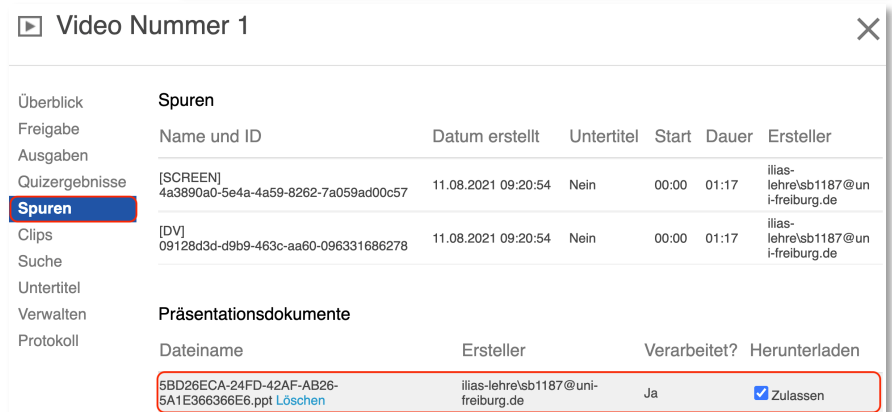 Video Nummer 1
Überblick
Freigabe
Ausgaben
Quizergebnisse
Spuren
Clips
Suche
Untertitel
Verwalten
Protokoll
Spuren
Name und ID Datum erstellt Untertitel Start Dauer Ersteller
[SCREEN]
4a3890a0-5e4a-4a59-8262-7a059ad00c57 11.08.2021 09:20:54 Nein 00:00 01:17 ilias-
lehre\sb1187@un
i-freiburg.de
[DV]
09128d3d-d9b9-463c-aa60-096331686278 11.08.2021 09:20:54 Nein 00:00 01:17 ilias-
lehre\sb1187@un
i-freiburg.de
Präsentationsdokumente
Dateiname Ersteller Verarbeitet? Herunterladen
5BD26ECA-24FD-42AF-AB26- ilias-lehre\sb1187@uni-
5A1E366366E6.ppt Löschen freiburg.de Ja Zulassen